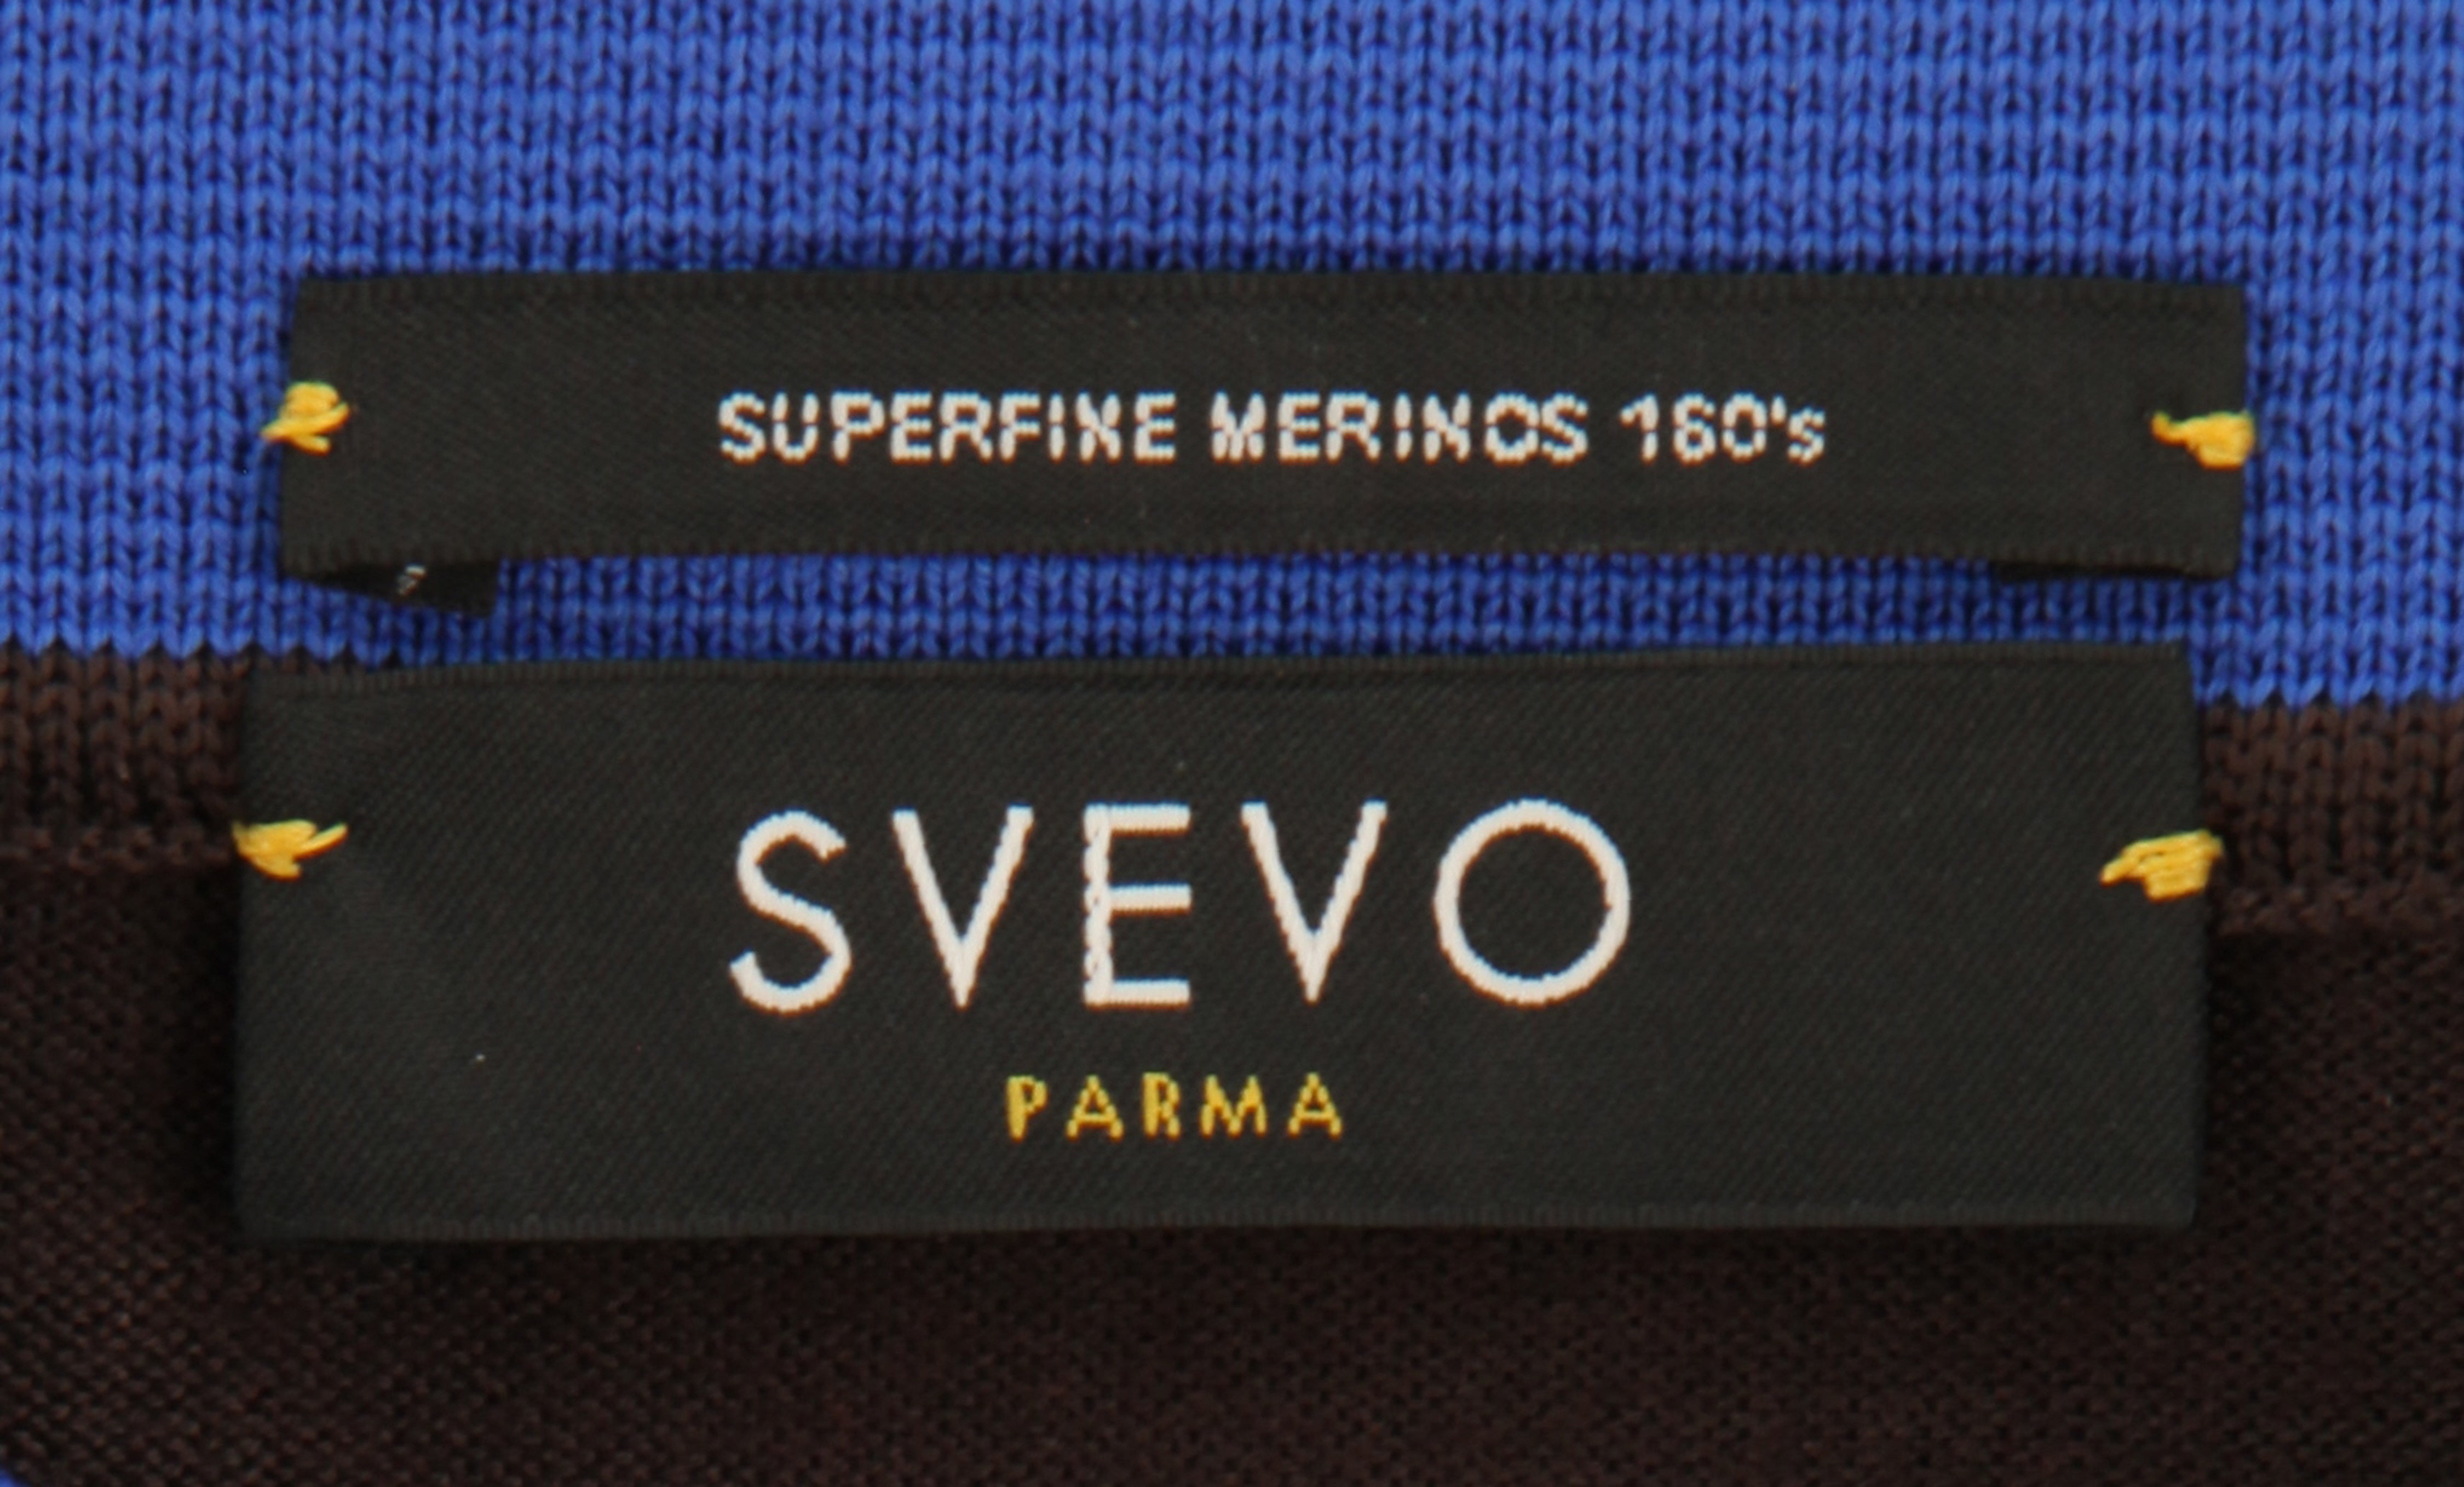 SUPERFINE MERINOS 160's
SVEVO
PARMA